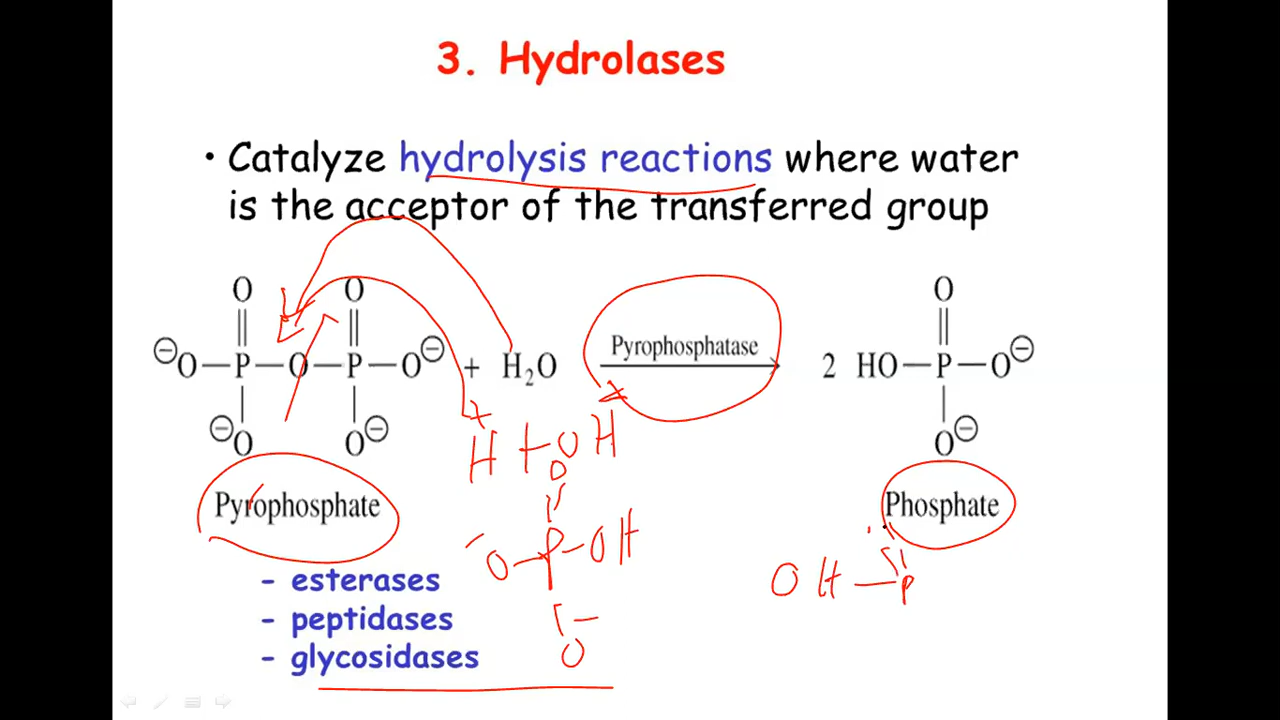 3. Hydrolases
• Catalyze hydrolysis reactions where water
is the acceptor of the transferred group
O O O
⊖O—P—O—P—O⊖ + H₂O Pyrophosphatase 2 HO—P—O⊖
⊖O O⊖ O⊖
H + OH
Pyrophosphate Phosphate
O
⁻O—P—OH
O⁻
OH—P
- esterases
- peptidases
- glycosidases